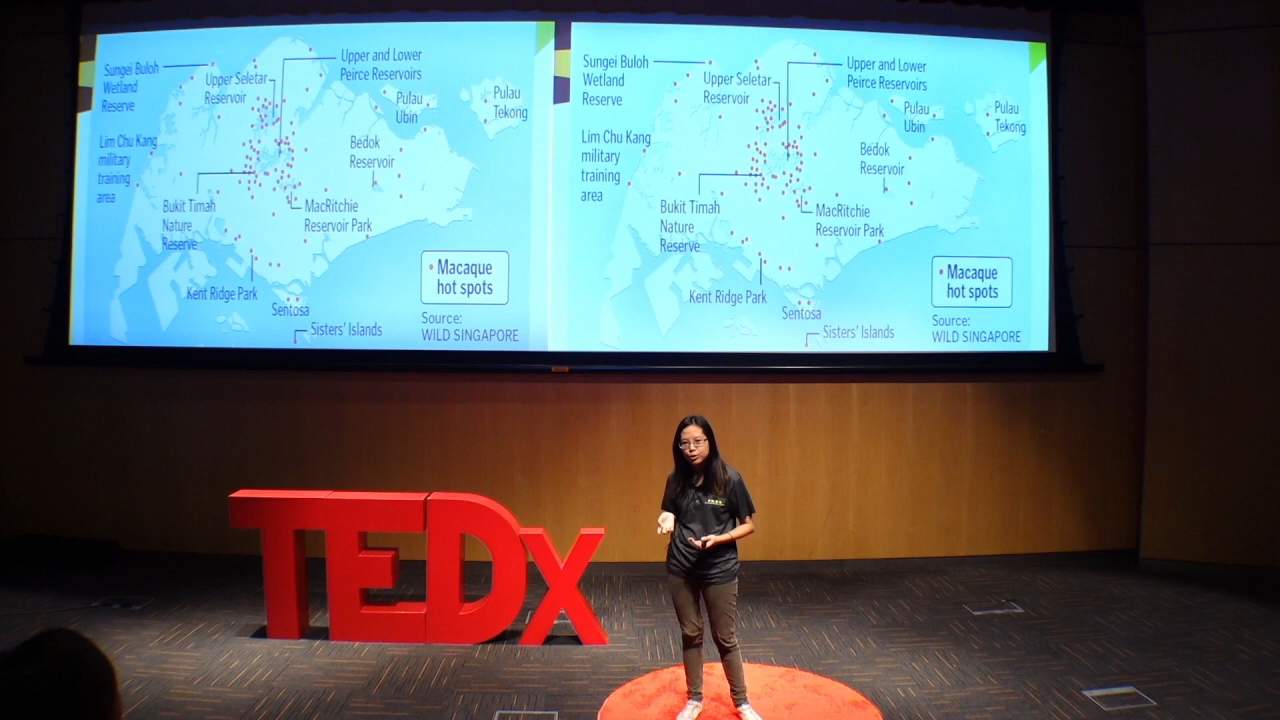 Sungei Buloh
Wetland
Reserve
Upper Seletar
Reservoir
Upper and Lower
Peirce Reservoirs
Pulau
Ubin
Pulau
Tekong
Lim Chu Kang
military
training
area
Bedok
Reservoir
Bukit Timah
Nature
Reserve
MacRitchie
Reservoir Park
Kent Ridge Park
Sentosa
Sisters' Islands
Macaque
hot spots
Source:
WILD SINGAPORE
Sungei Buloh
Wetland
Reserve
Upper Seletar
Reservoir
Upper and Lower
Peirce Reservoirs
Pulau
Ubin
Pulau
Tekong
Lim Chu Kang
military
training
area
Bedok
Reservoir
Bukit Timah
Nature
Reserve
MacRitchie
Reservoir Park
Kent Ridge Park
Sentosa
Sisters' Islands
Macaque
hot spots
Source:
WILD SINGAPORE
TEDx